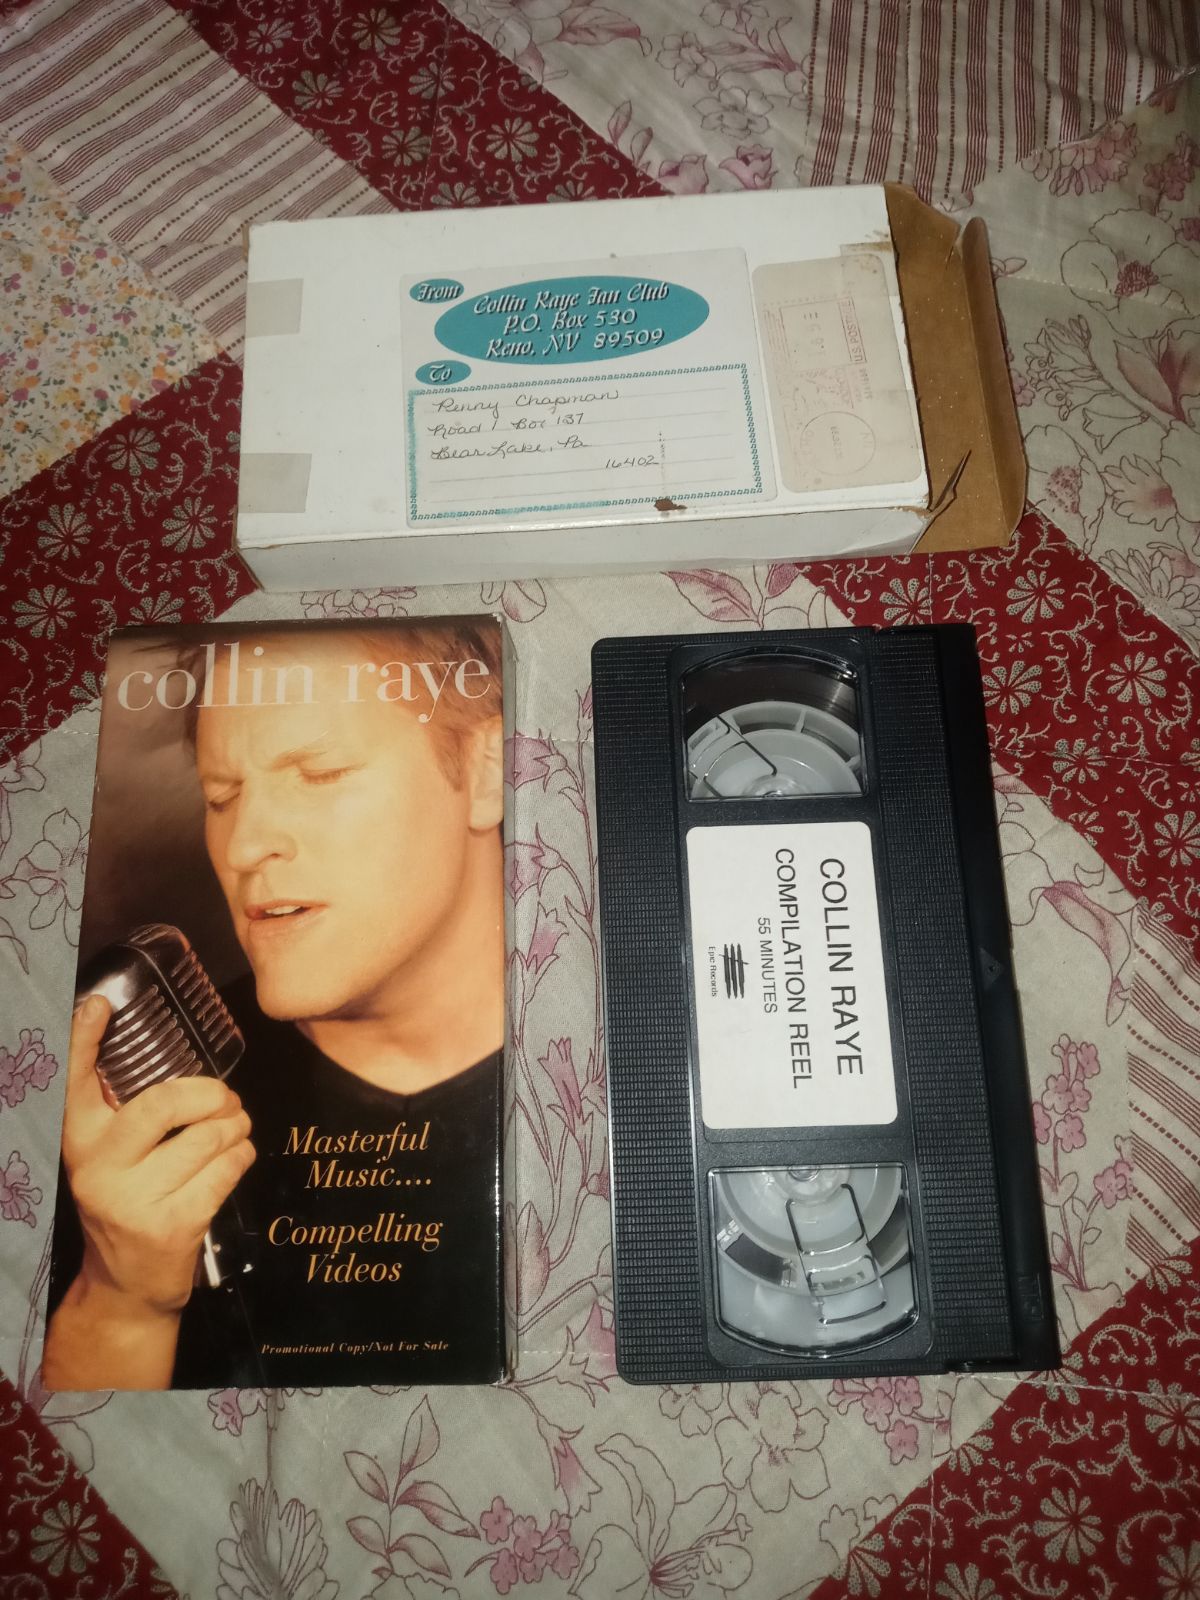 From
Collin Raye Fan Club
P.O. Box 530
Reno, NV 89509
To
Penny Chapman
Road 1 Box 137
Bear Lake, Pa
16402
collin raye
Masterful
Music....
Compelling
Videos
Promotional Copy/Not For Sale
COLLIN RAYE
COMPILATION REEL
55 MINUTES
Epic Records